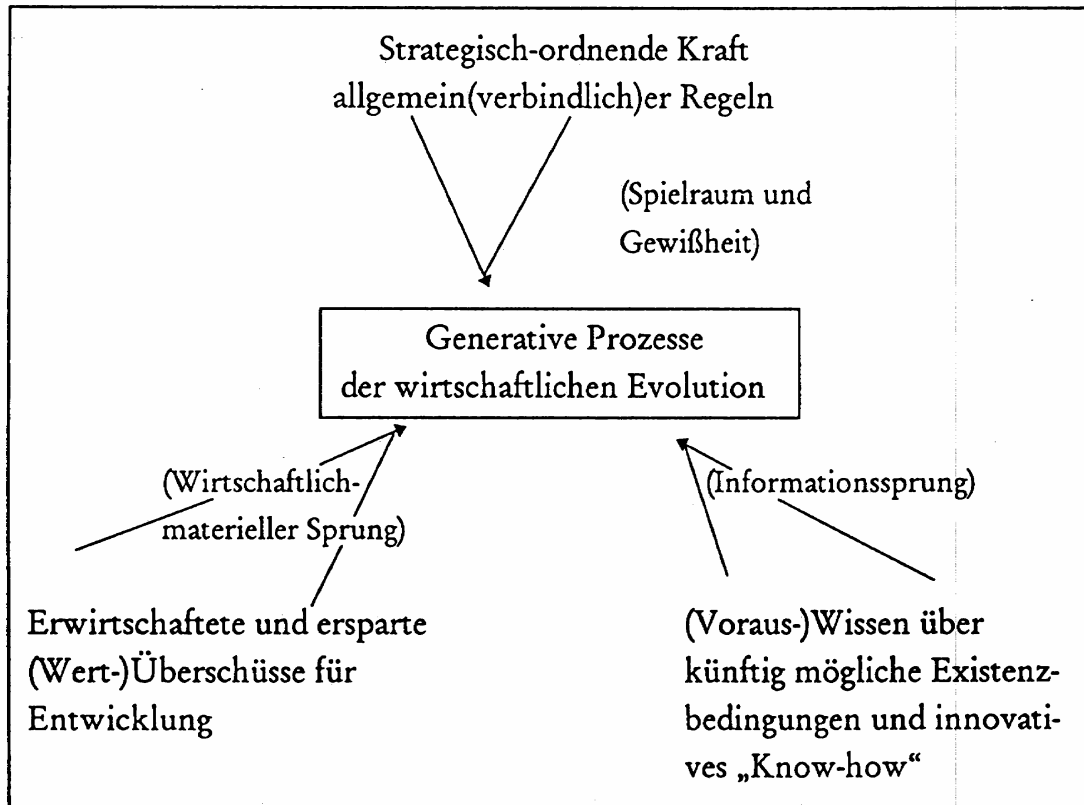 Strategisch-ordnende Kraft
allgemein(verbindlich)er Regeln
(Spielraum und
Gewißheit)
Generative Prozesse
der wirtschaftlichen Evolution
(Wirtschaftlich-
materieller Sprung)
(Informationssprung)
Erwirtschaftete und ersparte
(Wert-)Überschüsse für
Entwicklung
(Voraus-)Wissen über
künftig mögliche Existenz-
bedingungen und innovati-
ves „Know-how“